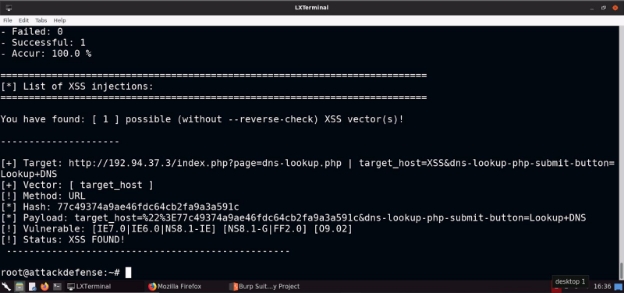 LXTerminal
File Edit Tabs Help
- Failed: 0
- Successful: 1
- Accur: 100.0 %
===========================================================================
[*] List of XSS injections:
===========================================================================
You have found: [ 1 ] possible (without --reverse-check) XSS vector(s)!
---------------------
[+] Target: http://192.94.37.3/index.php?page=dns-lookup.php | target_host=XSS&dns-lookup-php-submit-button=
Lookup+DNS
[+] Vector: [ target_host ]
[!] Method: URL
[*] Hash: 77c49374a9ae46fdc64cb2fa9a3a591c
[*] Payload: target_host=%22%3E77c49374a9ae46fdc64cb2fa9a3a591c&dns-lookup-php-submit-button=Lookup+DNS
[!] Vulnerable: [IE7.0|IE6.0|NS8.1-IE] [NS8.1-G|FF2.0] [O9.02]
[!] Status: XSS FOUND!
--------------------------------------------------
root@attackdefense:~#
desktop 1
LXTerminal Mozilla Firefox Burp Suit...y Project 16:36